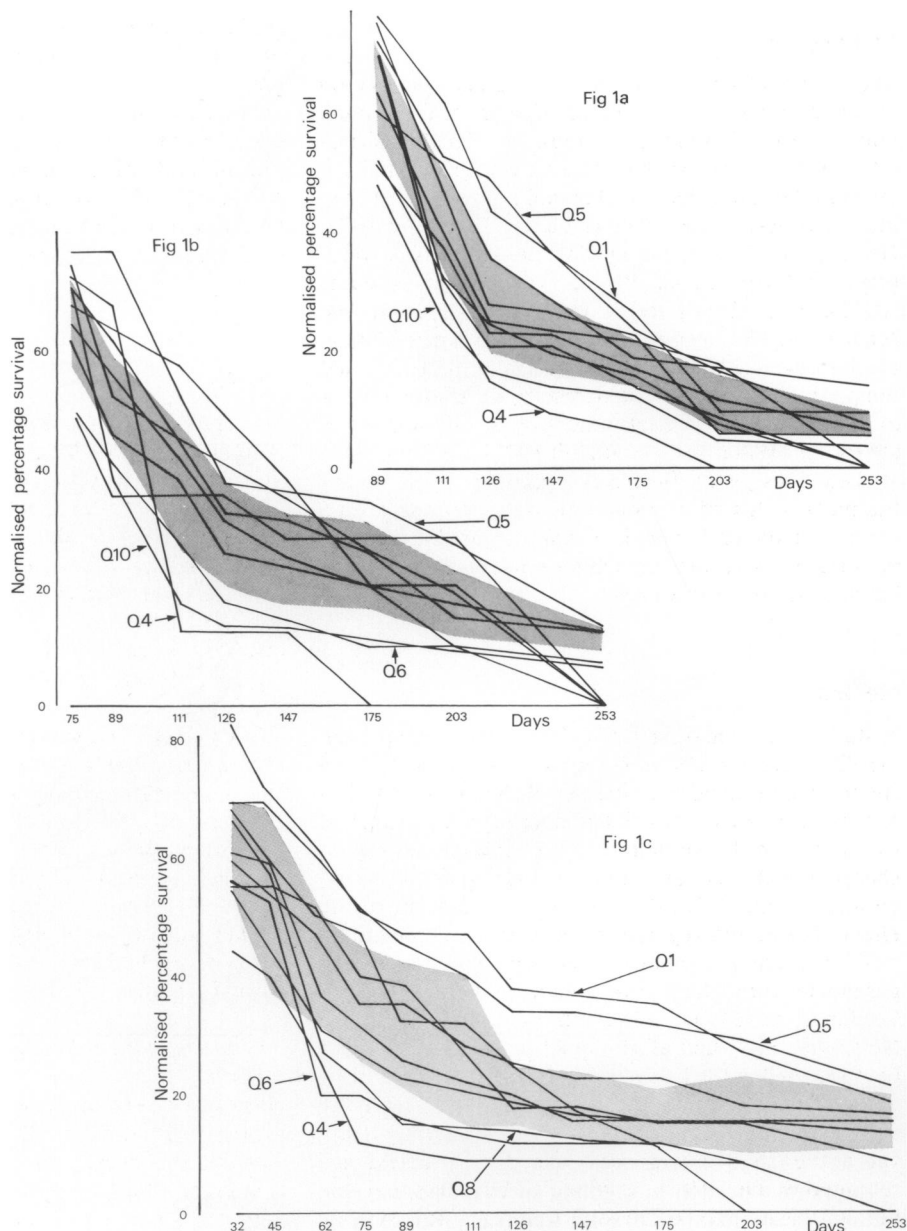 Fig 1a
Normalised percentage survival
60
40
20
0
Q5
Q1
Q10
Q4
89 111 126 147 175 203 253
Days
Fig 1b
Normalised percentage survival
60
40
20
0
Q10
Q4
Q5
Q6
75 89 111 126 147 175 203 253
Days
Fig 1c
Normalised percentage survival
80
60
40
20
0
Q1
Q5
Q6
Q4
Q8
32 45 62 75 89 111 126 147 175 203 253
Days